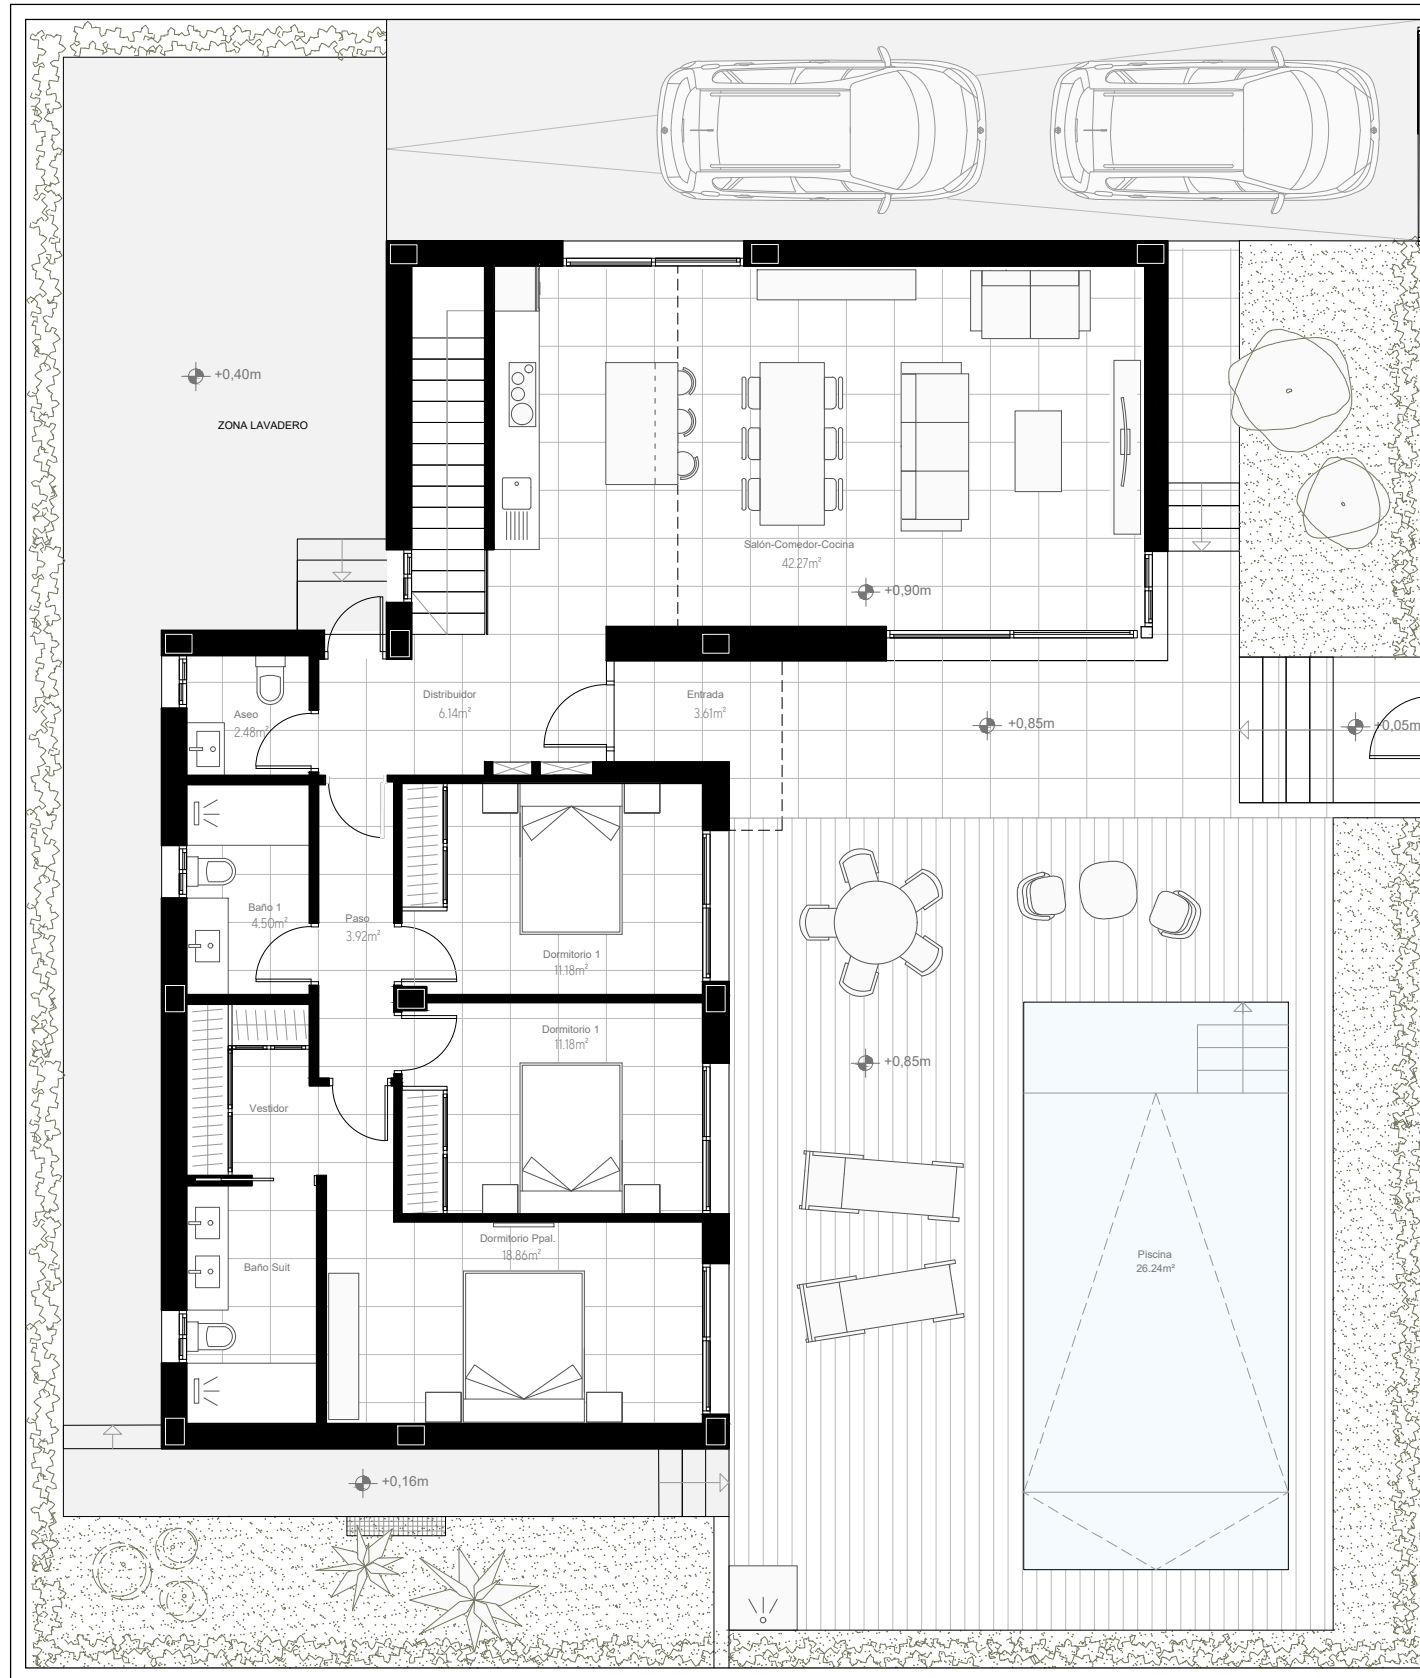 +0,40m
ZONA LAVADERO
Salón-Comedor-Cocina
42.27m²
+0,90m
Distribuidor
6.14m²
Entrada
3.61m²
+0,85m
+0,05m
Aseo
2.48m²
Baño 1
4.50m²
Paso
3.92m²
Dormitorio 1
11.18m²
Dormitorio 1
11.18m²
+0,85m
Vestidor
Dormitorio Ppal.
18.86m²
Baño Suit
Piscina
26.24m²
+0,16m